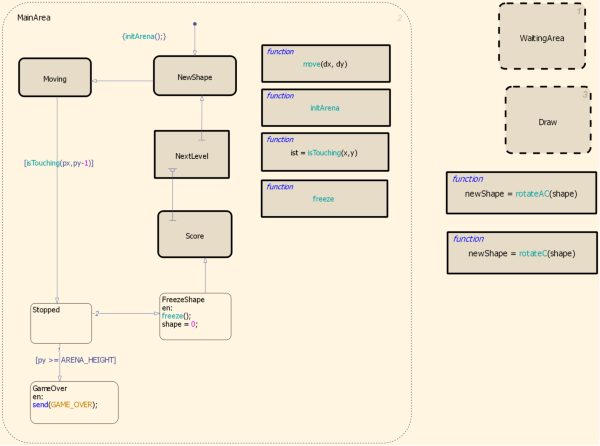 MainArea
2
{initArena();}
Moving
NewShape
function
move(dx, dy)
function
initArena
[isTouching(px,py-1)]
NextLevel
function
ist = isTouching(x,y)
function
freeze
Score
Stopped
2
FreezeShape
en:
freeze();
shape = 0;
[py >= ARENA_HEIGHT]
GameOver
en:
send(GAME_OVER);
1
WaitingArea
3
Draw
function
newShape = rotateAC(shape)
function
newShape = rotateC(shape)